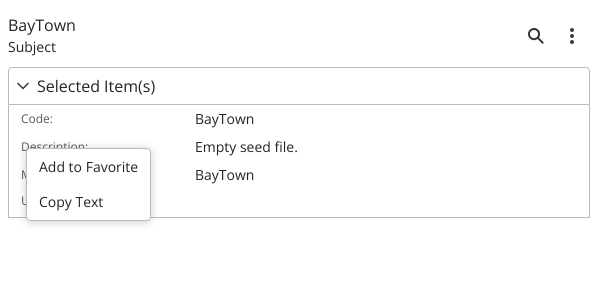 BayTown
Subject
Selected Item(s)
Code: BayTown
Description: Empty seed file.
Add to Favorite
BayTown
Copy Text